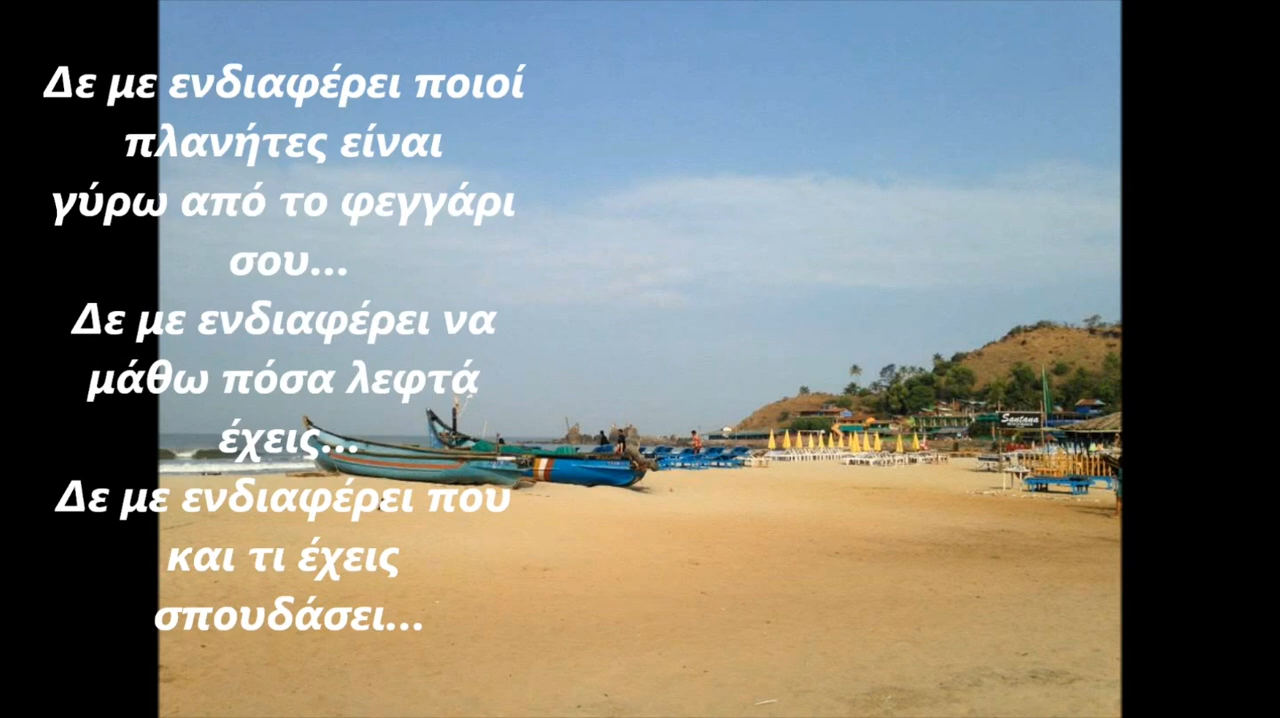 Δε με ενδιαφέρει ποιοί
πλανήτες είναι
γύρω από το φεγγάρι
σου...
Δε με ενδιαφέρει να
μάθω πόσα λεφτά
έχεις...
Δε με ενδιαφέρει που
και τι έχεις
σπουδάσει...
Santana